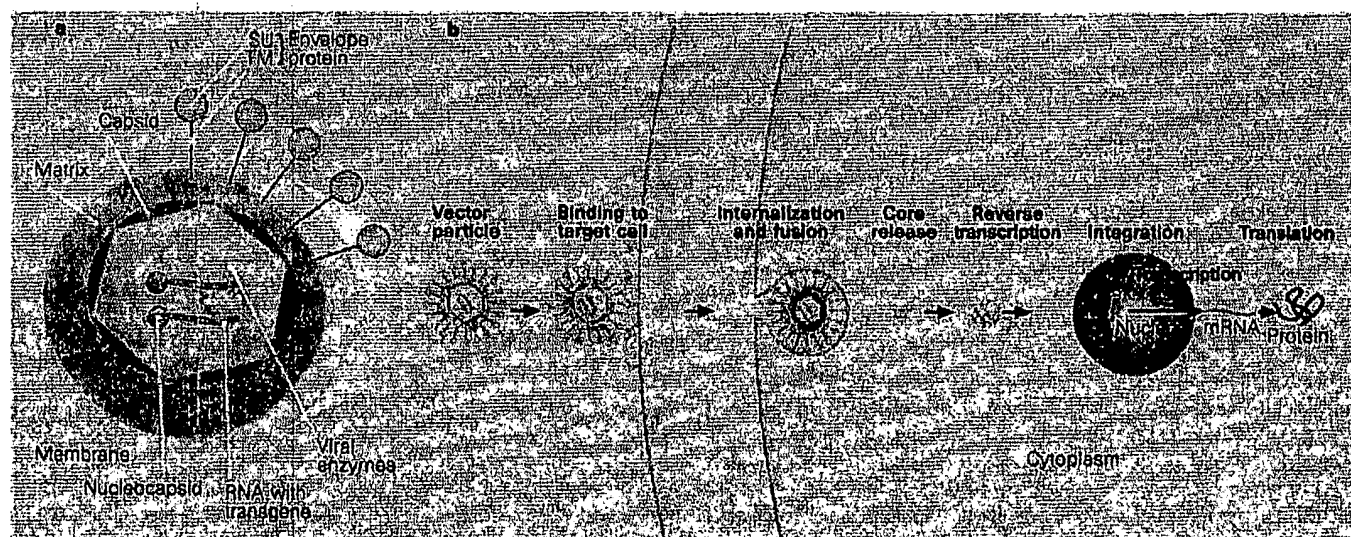 a
SU } Envelope
TM } protein
Capsid
Matrix
Membrane
Nucleocapsid
RNA with
transgene
Viral
enzymes
b
Vector
particle
Binding to
target cell
Internalization
and fusion
Core
release
Reverse
transcription
Integration
Transcription
mRNA
Translation
Protein
Cytoplasm